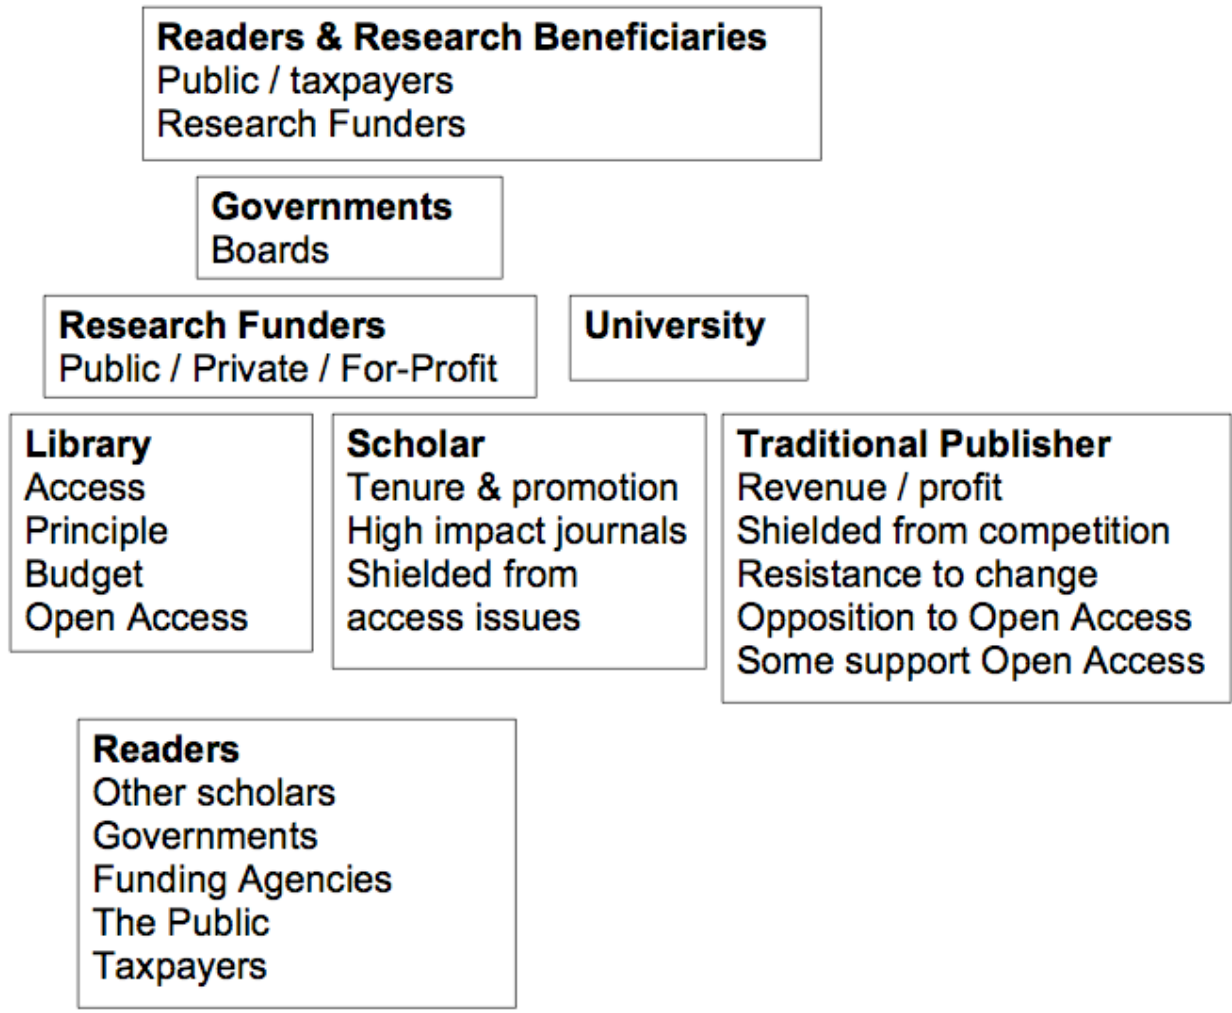 Readers & Research Beneficiaries
Public / taxpayers
Research Funders
Governments
Boards
Research Funders
Public / Private / For-Profit
University
Library
Access
Principle
Budget
Open Access
Scholar
Tenure & promotion
High impact journals
Shielded from
access issues
Traditional Publisher
Revenue / profit
Shielded from competition
Resistance to change
Opposition to Open Access
Some support Open Access
Readers
Other scholars
Governments
Funding Agencies
The Public
Taxpayers